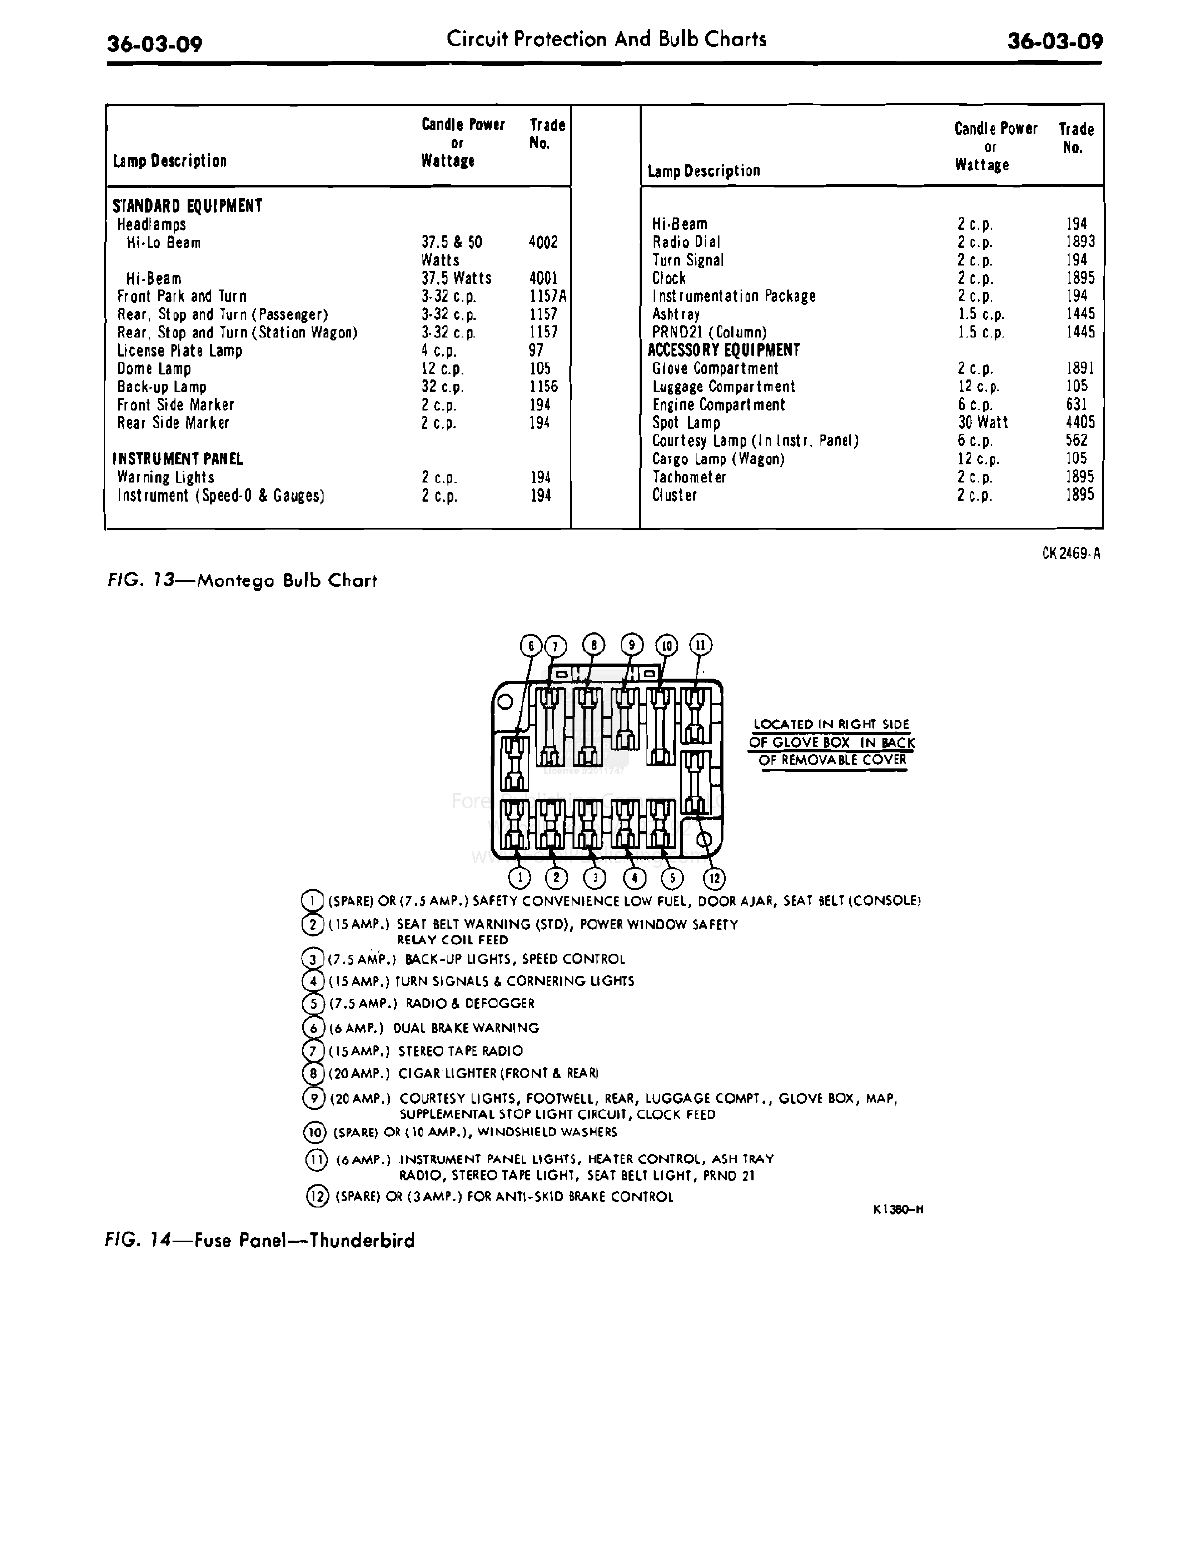 36-03-09 Circuit Protection And Bulb Charts 36-03-09
Lamp Description Candle Power or Wattage Trade No.
STANDARD EQUIPMENT
Headlamps
Hi-Lo Beam 37.5 & 50 Watts 4002
Hi-Beam 37.5 Watts 4001
Front Park and Turn 3-32 c.p. 1157A
Rear, Stop and Turn (Passenger) 3-32 c.p. 1157
Rear, Stop and Turn (Station Wagon) 3-32 c.p. 1157
License Plate Lamp 4 c.p. 97
Dome Lamp 12 c.p. 105
Back-up Lamp 32 c.p. 1156
Front Side Marker 2 c.p. 194
Rear Side Marker 2 c.p. 194
INSTRUMENT PANEL
Warning Lights 2 c.p. 194
Instrument (Speed-O & Gauges) 2 c.p. 194
Lamp Description Candle Power or Wattage Trade No.
Hi-Beam 2 c.p. 194
Radio Dial 2 c.p. 1893
Turn Signal 2 c.p. 194
Clock 2 c.p. 1895
Instrumentation Package 2 c.p. 194
Ashtray 1.5 c.p. 1445
PRND21 (Column) 1.5 c.p. 1445
ACCESSORY EQUIPMENT
Glove Compartment 2 c.p. 1891
Luggage Compartment 12 c.p. 105
Engine Compartment 6 c.p. 631
Spot Lamp 30 Watt 4405
Courtesy Lamp (In Instr. Panel) 6 c.p. 562
Cargo Lamp (Wagon) 12 c.p. 105
Tachometer 2 c.p. 1895
Cluster 2 c.p. 1895
CK2469-A
FIG. 13—Montego Bulb Chart
6 7 8 9 10 11
LOCATED IN RIGHT SIDE
OF GLOVE BOX IN BACK
OF REMOVABLE COVER
1 2 3 4 5 12
1 (SPARE) OR (7.5 AMP.) SAFETY CONVENIENCE LOW FUEL, DOOR AJAR, SEAT BELT (CONSOLE)
2 (15 AMP.) SEAT BELT WARNING (STD), POWER WINDOW SAFETY
RELAY COIL FEED
3 (7.5 AMP.) BACK-UP LIGHTS, SPEED CONTROL
4 (15 AMP.) TURN SIGNALS & CORNERING LIGHTS
5 (7.5 AMP.) RADIO & DEFOGGER
6 (6 AMP.) DUAL BRAKE WARNING
7 (15 AMP.) STEREO TAPE RADIO
8 (20 AMP.) CIGAR LIGHTER (FRONT & REAR)
9 (20 AMP.) COURTESY LIGHTS, FOOTWELL, REAR, LUGGAGE COMPT., GLOVE BOX, MAP,
SUPPLEMENTAL STOP LIGHT CIRCUIT, CLOCK FEED
10 (SPARE) OR (10 AMP.), WINDSHIELD WASHERS
11 (6 AMP.) INSTRUMENT PANEL LIGHTS, HEATER CONTROL, ASH TRAY
RADIO, STEREO TAPE LIGHT, SEAT BELT LIGHT, PRND 21
12 (SPARE) OR (3 AMP.) FOR ANTI-SKID BRAKE CONTROL
K1380-H
FIG. 14—Fuse Panel—Thunderbird